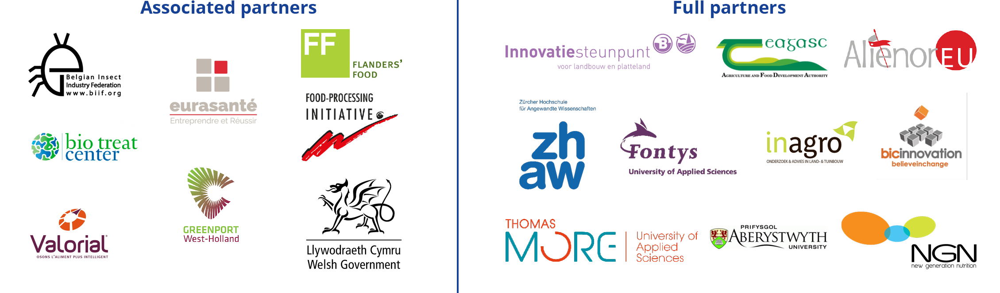 Associated partners
Belgian Insect
Industry Federation
www.biif.org
eurasanté
Entreprendre et Réussir
FF
FLANDERS'
FOOD
FOOD-PROCESSING
INITIATIVE
bio treat
center
Valorial
OSONS L'ALIMENT PLUS INTELLIGENT
GREENPORT
West-Holland
Llywodraeth Cymru
Welsh Government
Full partners
Innovatiesteunpunt
B
voor landbouw en platteland
Teagasc
AGRICULTURE AND FOOD DEVELOPMENT AUTHORITY
AliénorEU
Zürcher Hochschule
für Angewandte Wissenschaften
zh
aw
Fontys
University of Applied Sciences
inagro
ONDERZOEK & ADVIES IN LAND- & TUINBOUW
bicinnovation
believeinchange
THOMAS
MORE
University of
Applied
Sciences
PRIFYSGOL
ABERYSTWYTH
UNIVERSITY
NGN
new generation nutrition